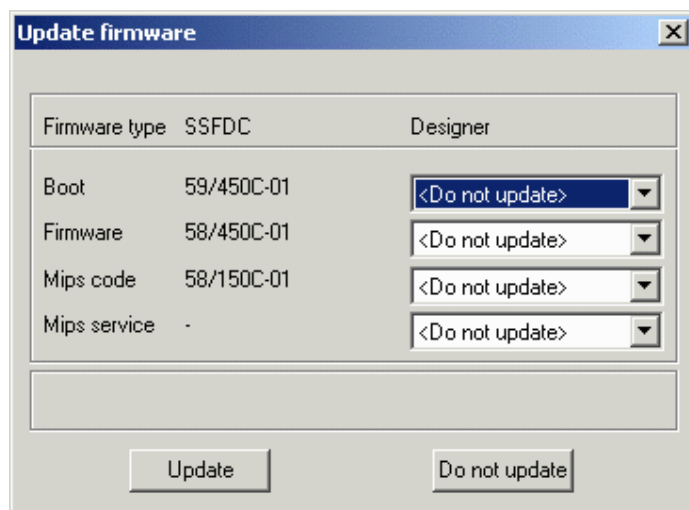 Update firmware
Firmware type SSFDC Designer
Boot 59/450C-01 <Do not update>
Firmware 58/450C-01 <Do not update>
Mips code 58/150C-01 <Do not update>
Mips service - <Do not update>
Update Do not update